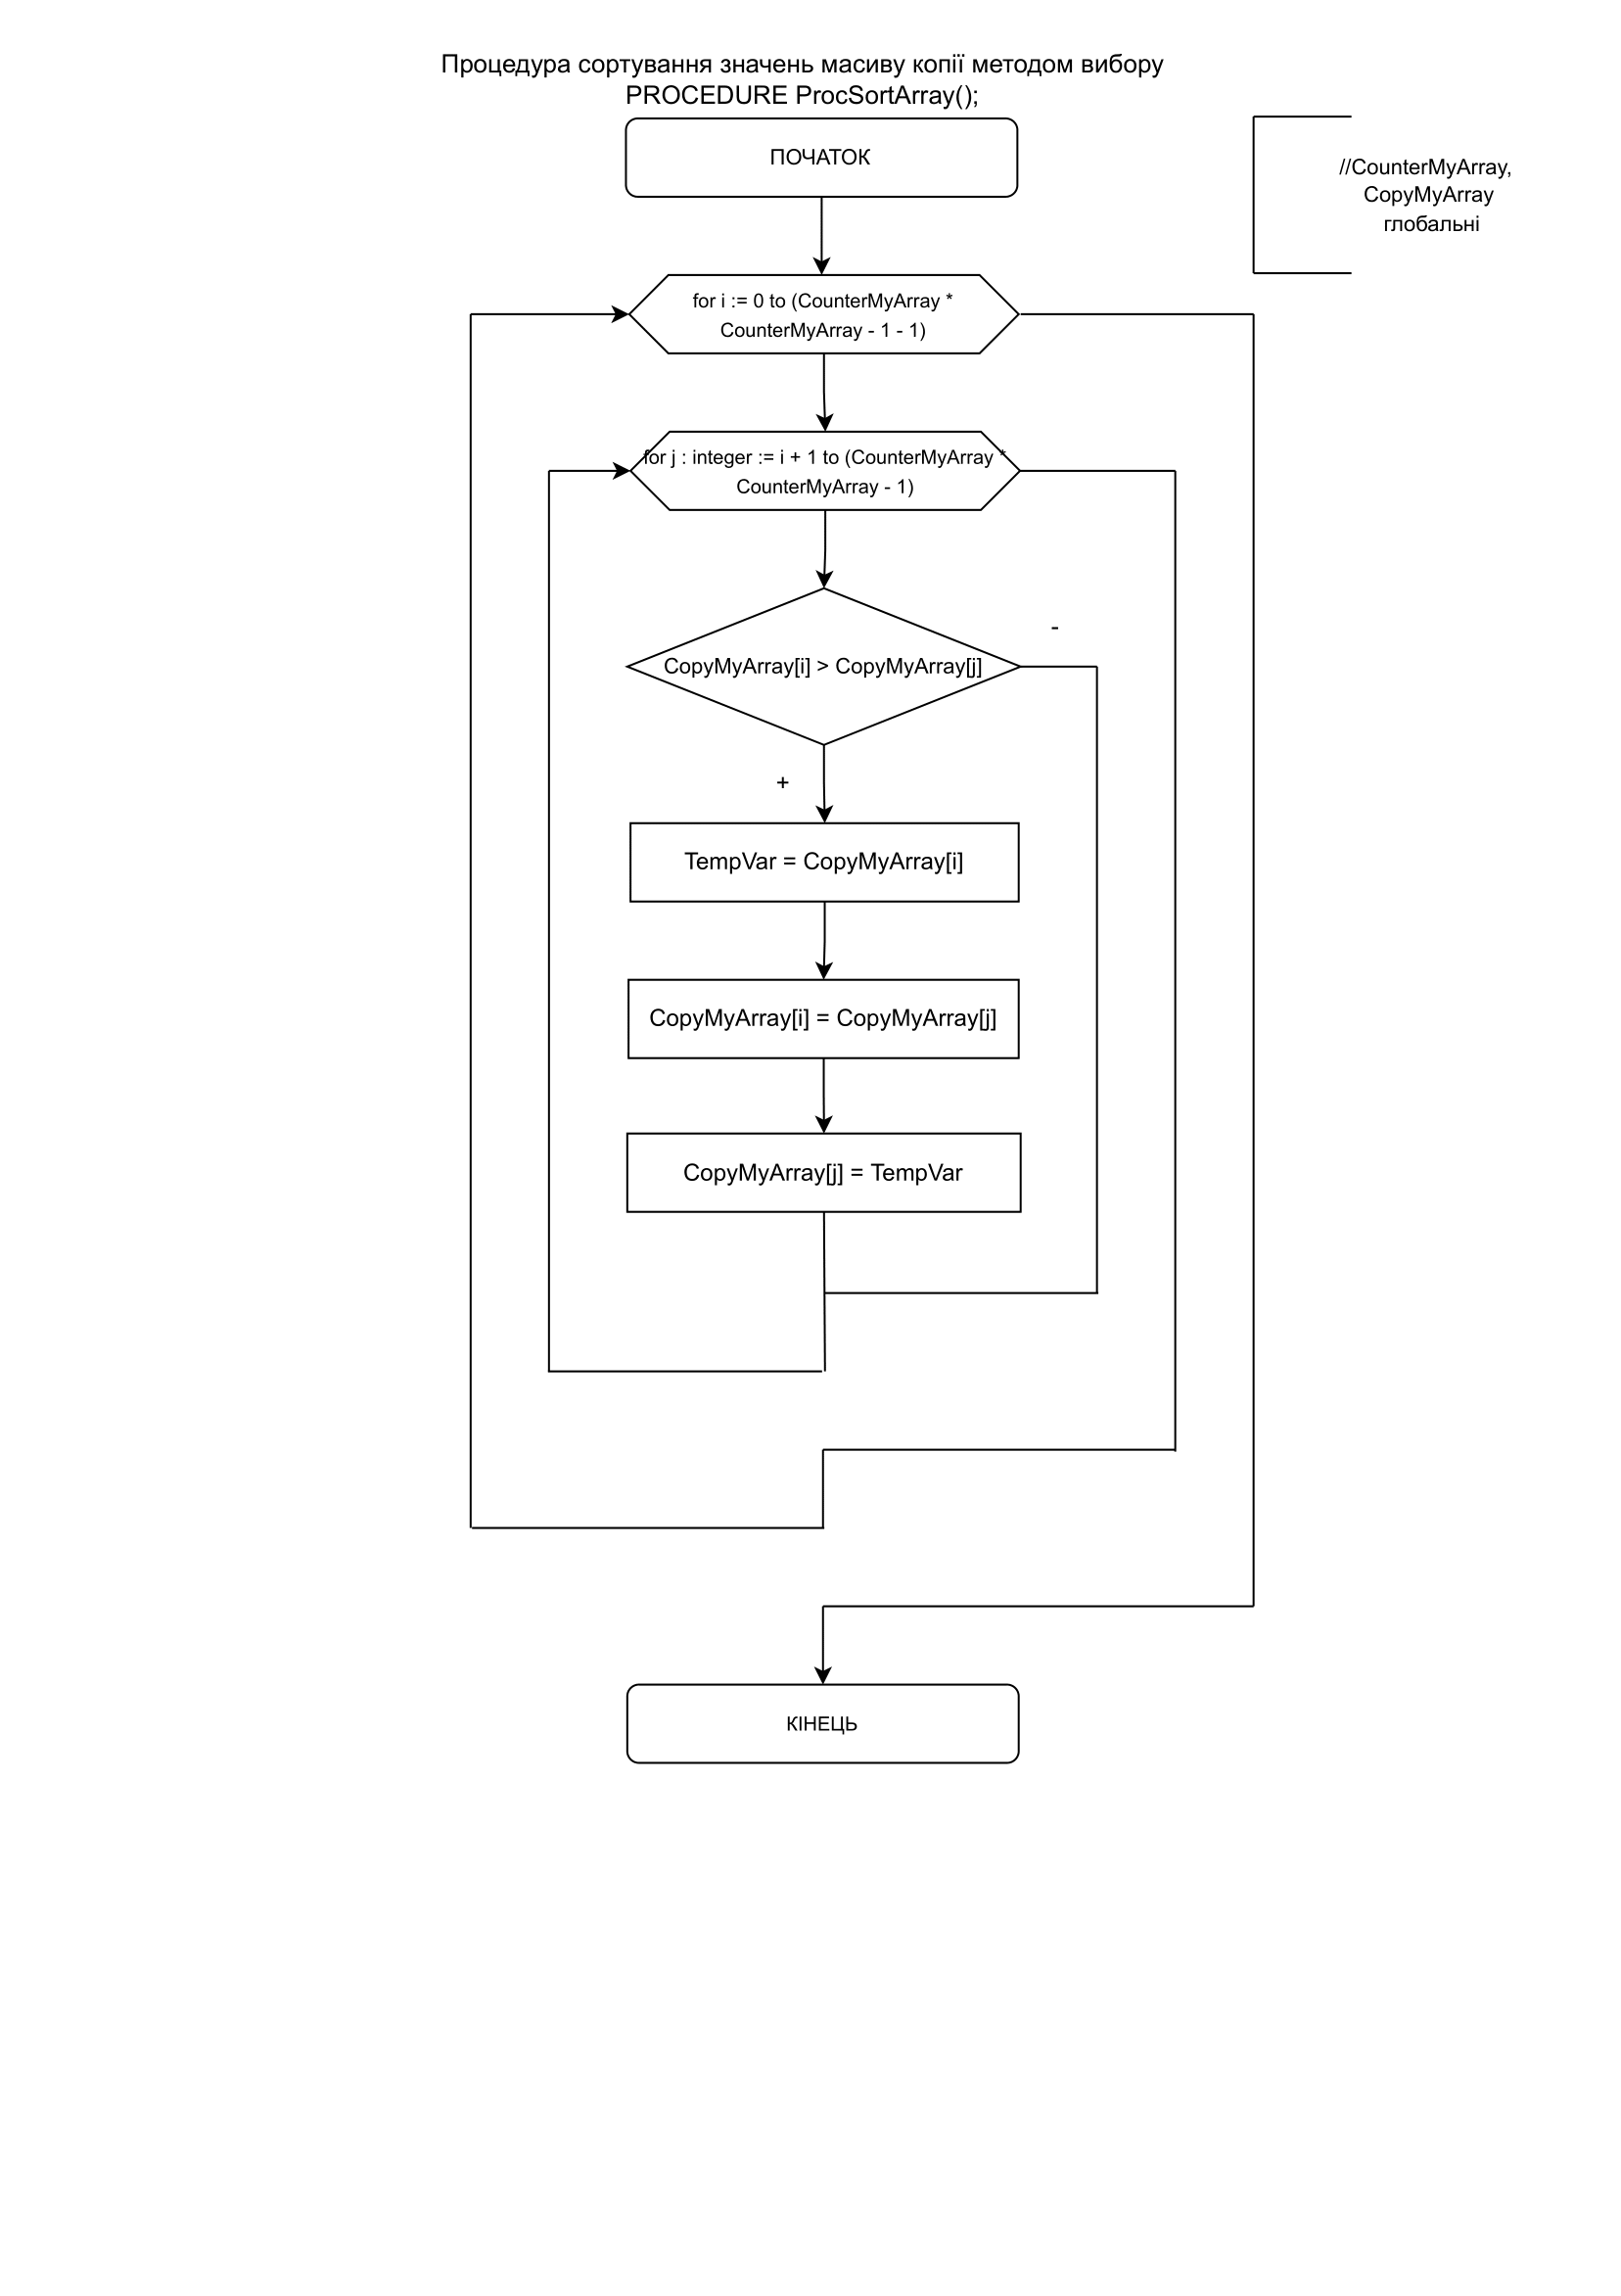 Процедура сортування значень масиву копії методом вибору
PROCEDURE ProcSortArray();
ПОЧАТОК
//CounterMyArray,
CopyMyArray
глобальні
for i := 0 to (CounterMyArray *
CounterMyArray - 1 - 1)
for j : integer := i + 1 to (CounterMyArray *
CounterMyArray - 1)
-
CopyMyArray[i] > CopyMyArray[j]
+
TempVar = CopyMyArray[i]
CopyMyArray[i] = CopyMyArray[j]
CopyMyArray[j] = TempVar
КІНЕЦЬ